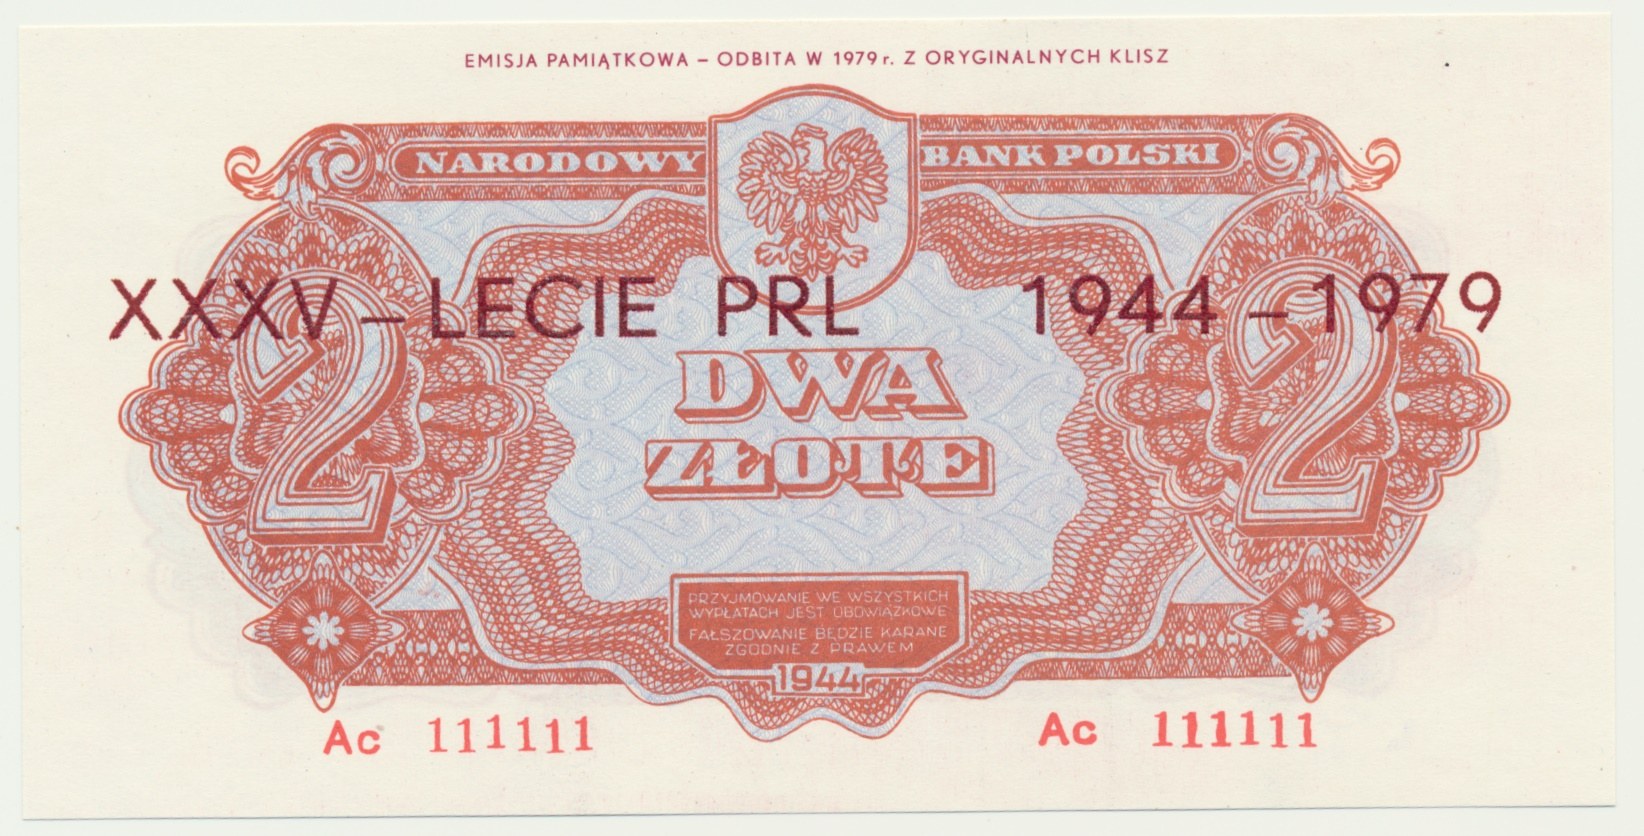 EMISJA PAMIĄTKOWA – ODBITA W 1979 r. Z ORYGINALNYCH KLISZ
NARODOWY BANK POLSKI
XXXV – LECIE PRL 1944 – 1979
2 2
DWA
ZŁOTE
PRZYJMOWANIE WE WSZYSTKICH
WYPŁATACH JEST OBOWIĄZKOWE
FAŁSZOWANIE BĘDZIE KARANE
ZGODNIE Z PRAWEM
1944
Ac 111111 Ac 111111